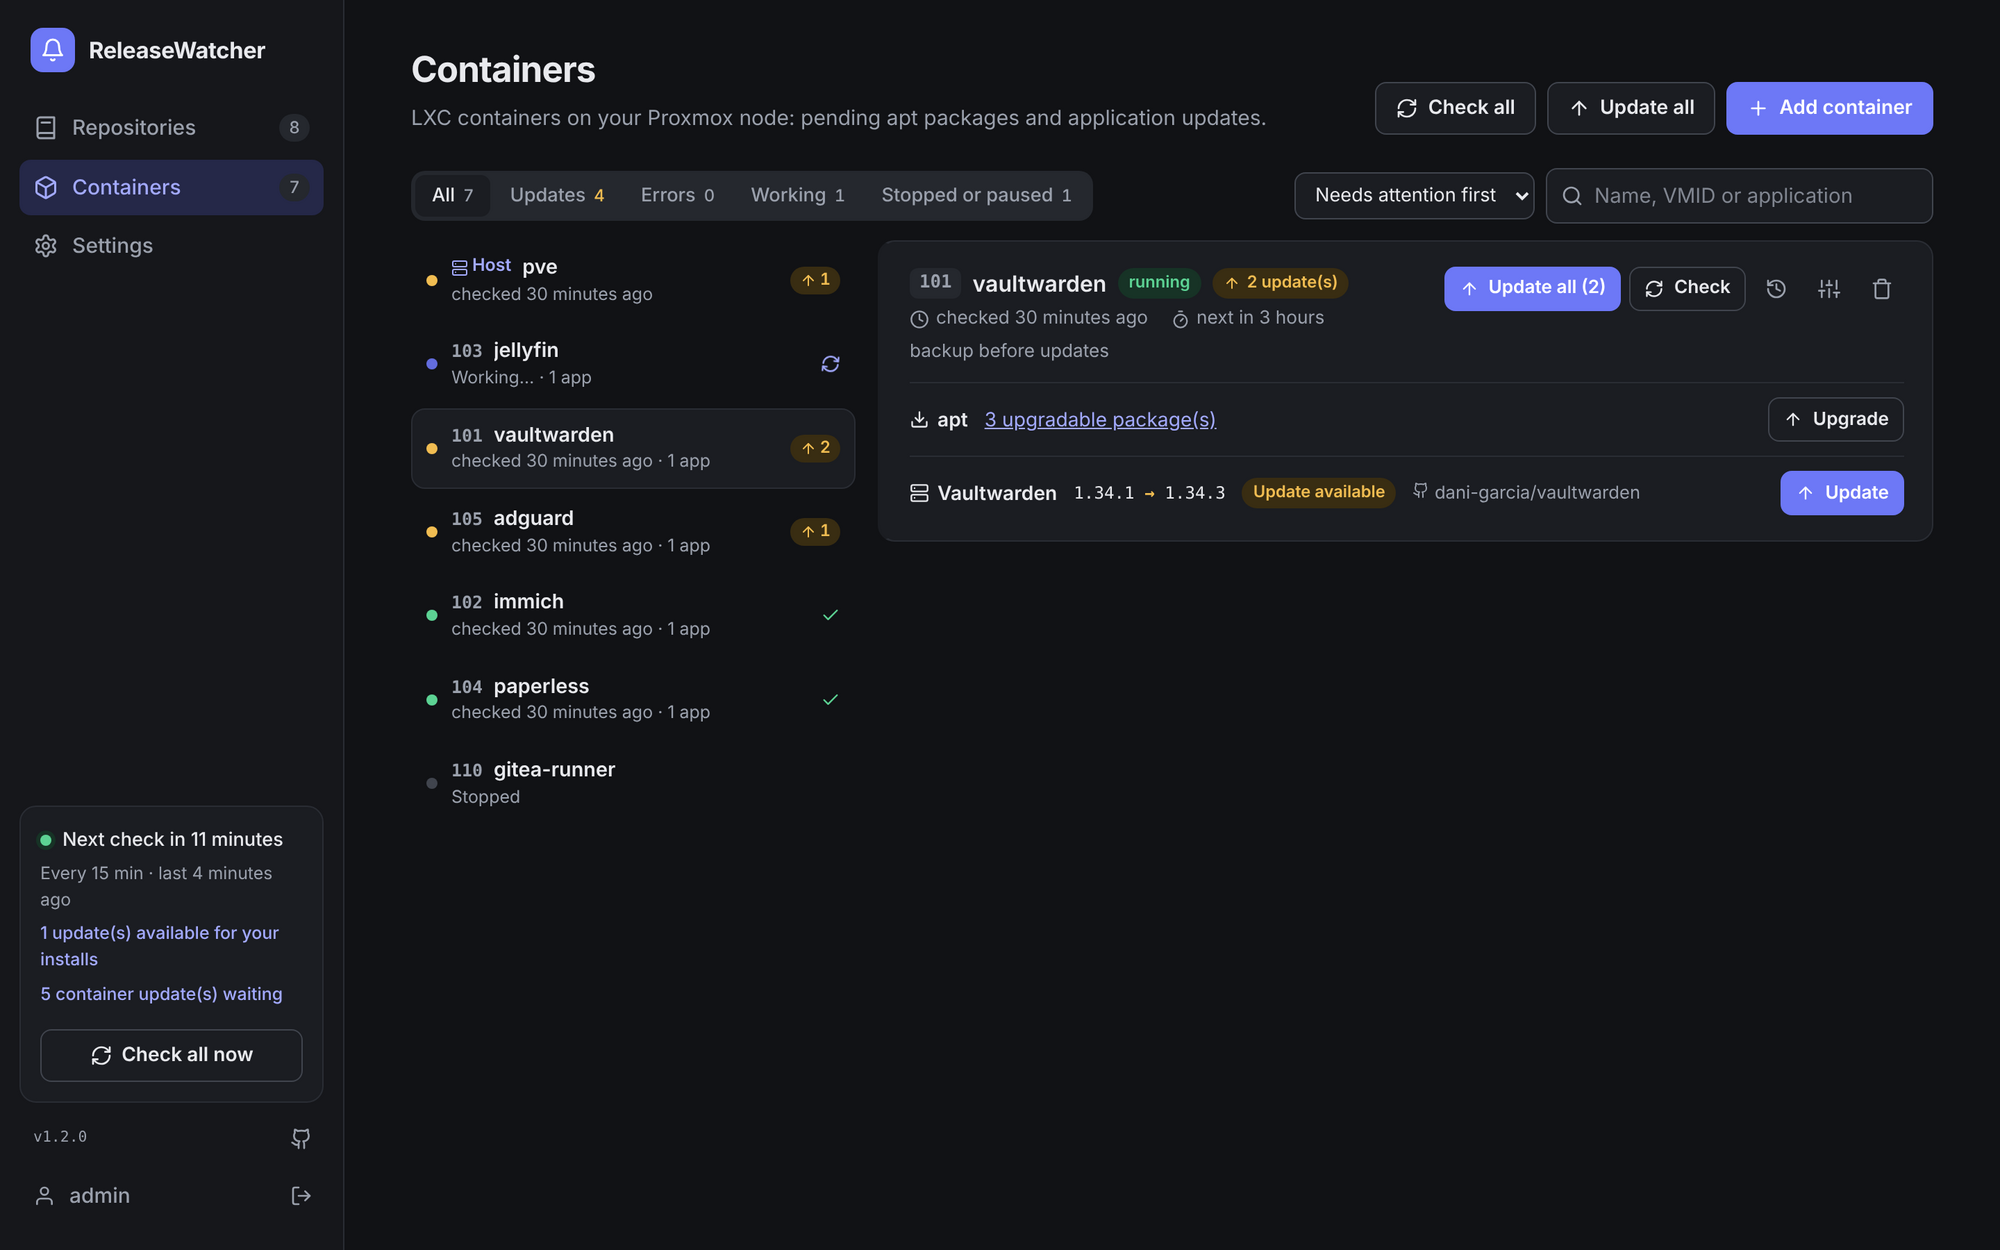 ReleaseWatcher
Repositories 8
Containers 7
Settings
Next check in 11 minutes
Every 15 min · last 4 minutes
ago
1 update(s) available for your
installs
5 container update(s) waiting
Check all now
v1.2.0
admin
Containers
LXC containers on your Proxmox node: pending apt packages and application updates.
Check all
Update all
Add container
All 7
Updates 4
Errors 0
Working 1
Stopped or paused 1
Needs attention first
Name, VMID or application
Host pve
checked 30 minutes ago
1
103 jellyfin
Working... · 1 app
101 vaultwarden
checked 30 minutes ago · 1 app
2
105 adguard
checked 30 minutes ago · 1 app
1
102 immich
checked 30 minutes ago · 1 app
104 paperless
checked 30 minutes ago · 1 app
110 gitea-runner
Stopped
101 vaultwarden running 2 update(s)
Update all (2)
Check
checked 30 minutes ago next in 3 hours
backup before updates
apt 3 upgradable package(s)
Upgrade
Vaultwarden 1.34.1 → 1.34.3 Update available dani-garcia/vaultwarden
Update